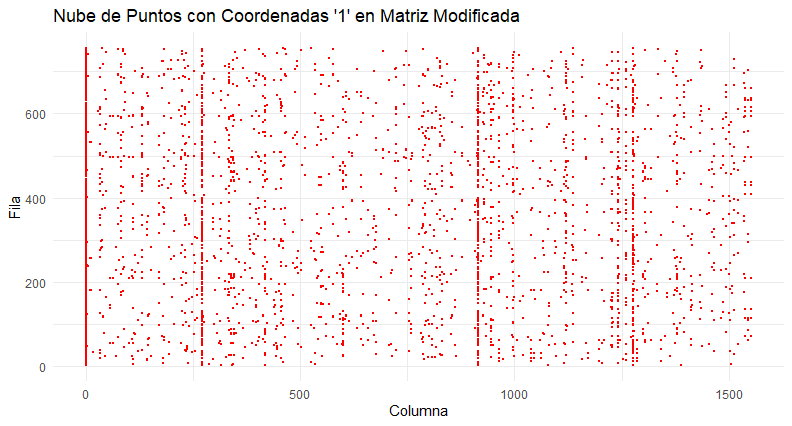 Nube de Puntos con Coordenadas '1' en Matriz Modificada
600
400
200
0
Fila
0 500 1000 1500
Columna